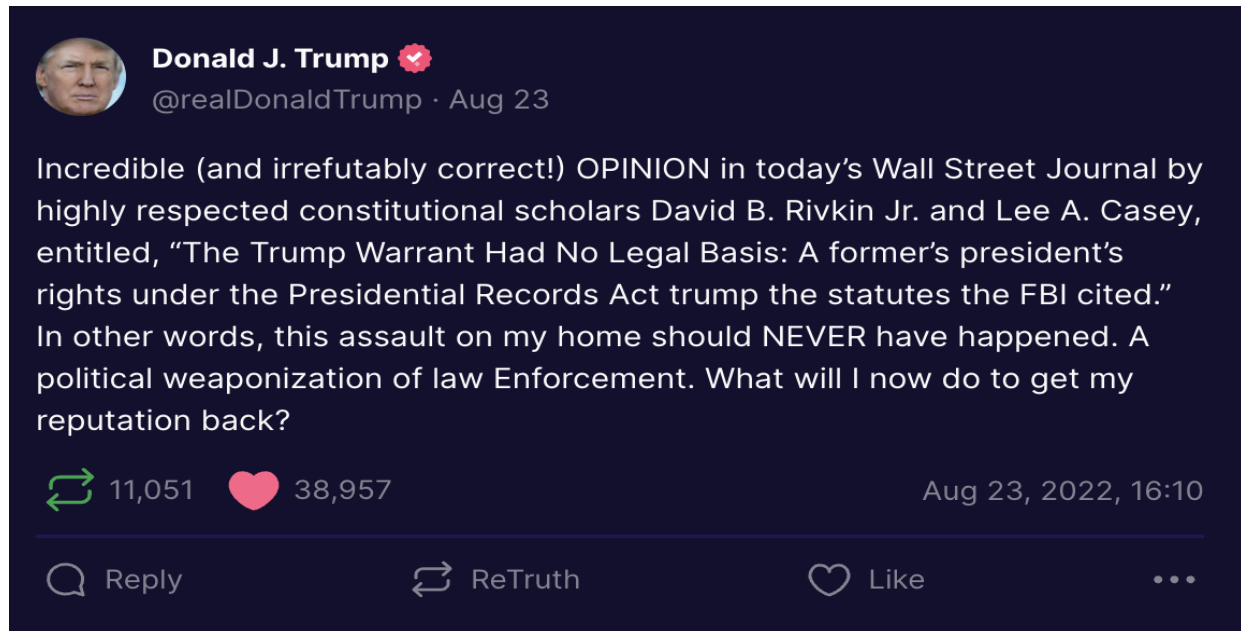 Donald J. Trump
@realDonaldTrump · Aug 23
Incredible (and irrefutably correct!) OPINION in today’s Wall Street Journal by
highly respected constitutional scholars David B. Rivkin Jr. and Lee A. Casey,
entitled, “The Trump Warrant Had No Legal Basis: A former’s president’s
rights under the Presidential Records Act trump the statutes the FBI cited.”
In other words, this assault on my home should NEVER have happened. A
political weaponization of law Enforcement. What will I now do to get my
reputation back?
11,051 38,957 Aug 23, 2022, 16:10
Reply ReTruth Like